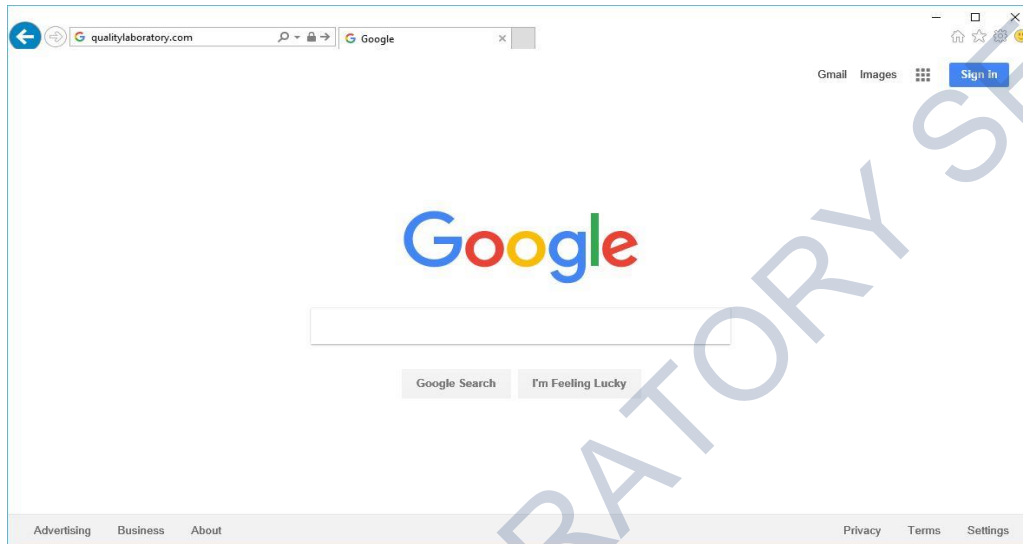 qualitylaboratory.com
Google
Gmail Images Sign in
Google
Google Search I'm Feeling Lucky
Advertising Business About Privacy Terms Settings